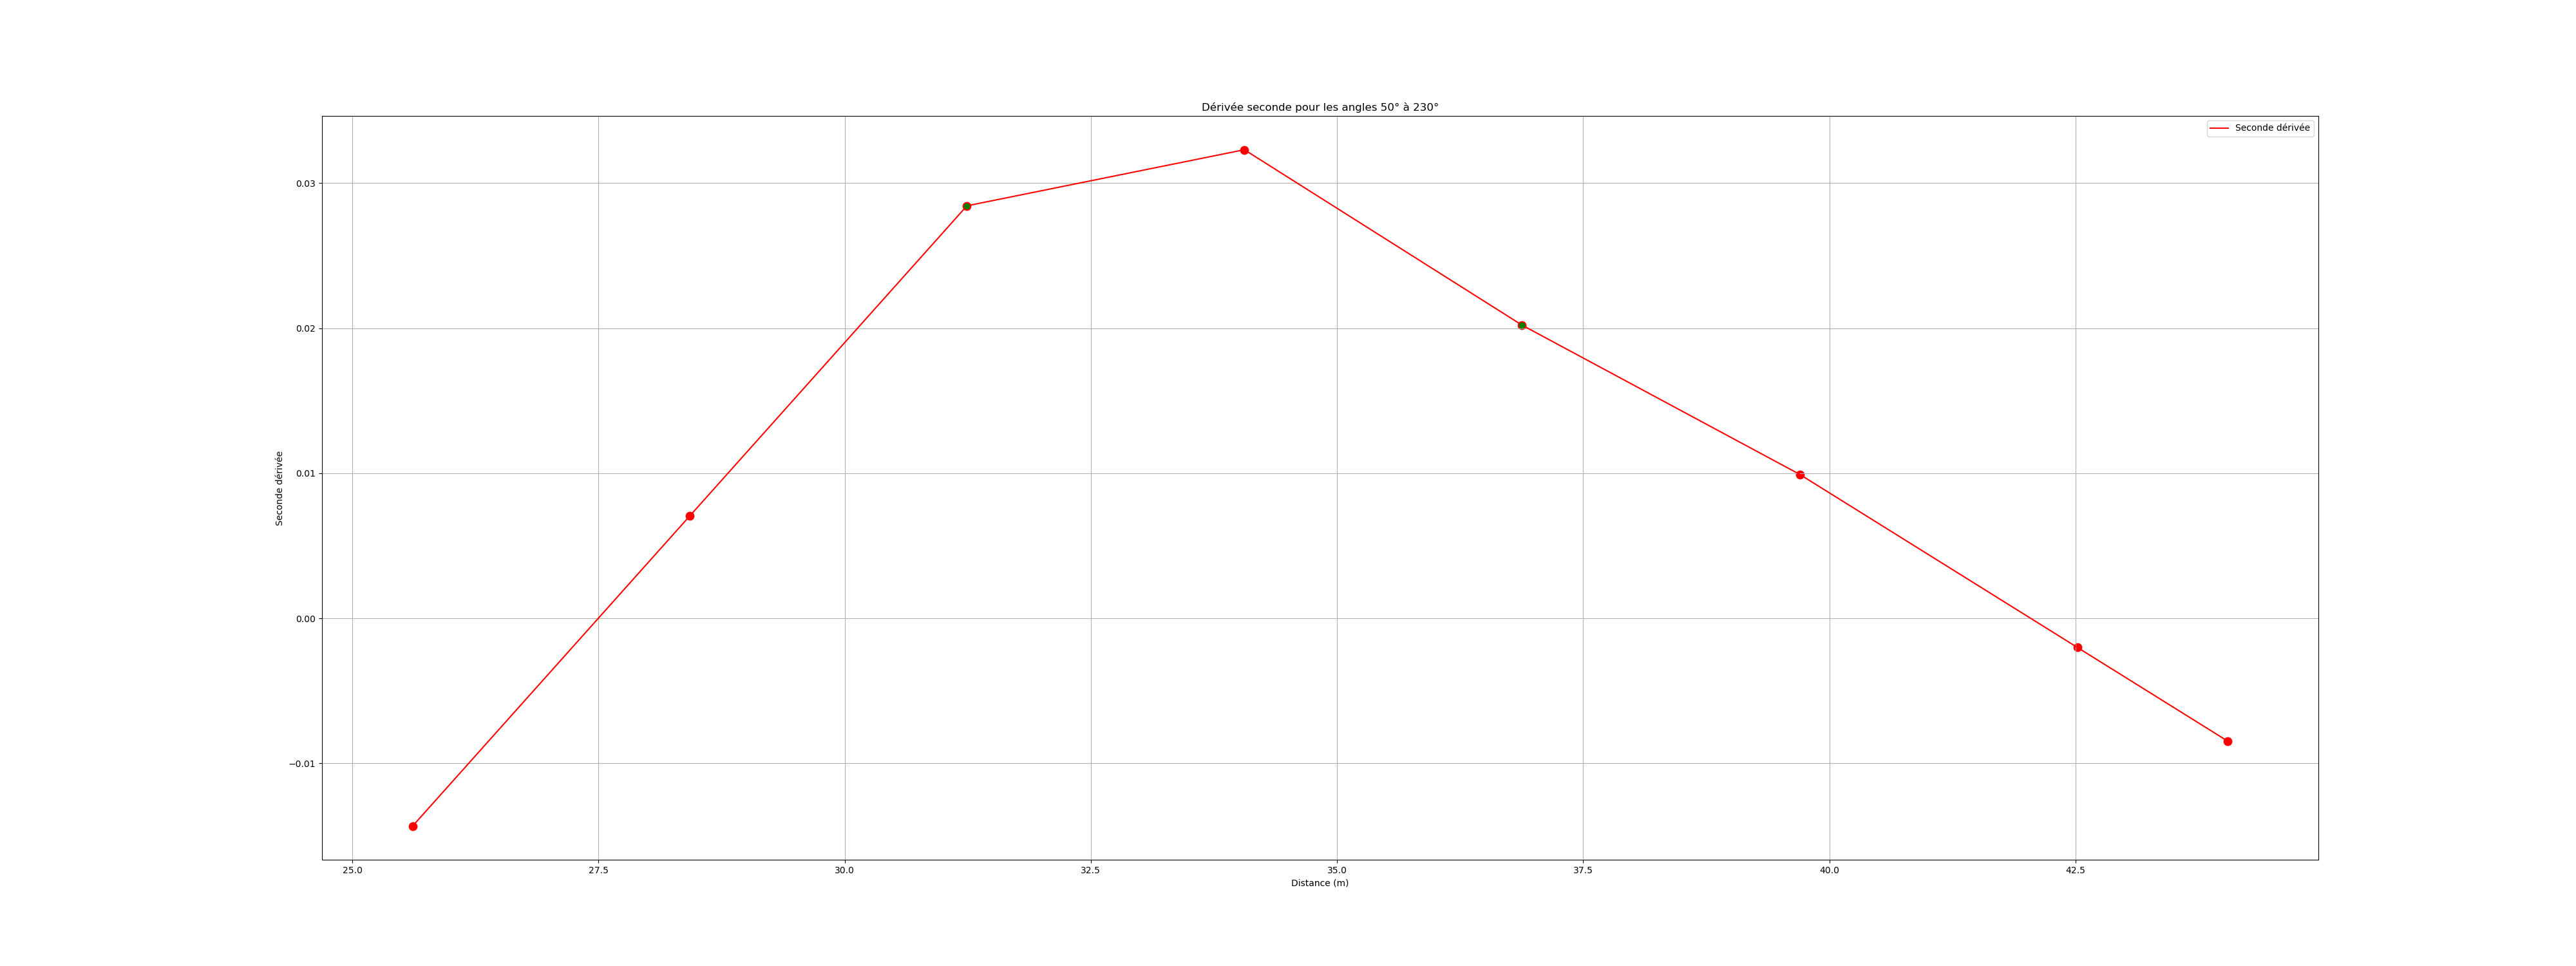 Dérivée seconde pour les angles 50° à 230°
Seconde dérivée
0.03
0.02
0.01
0.00
−0.01
Seconde dérivée
25.0 27.5 30.0 32.5 35.0 37.5 40.0 42.5
Distance (m)